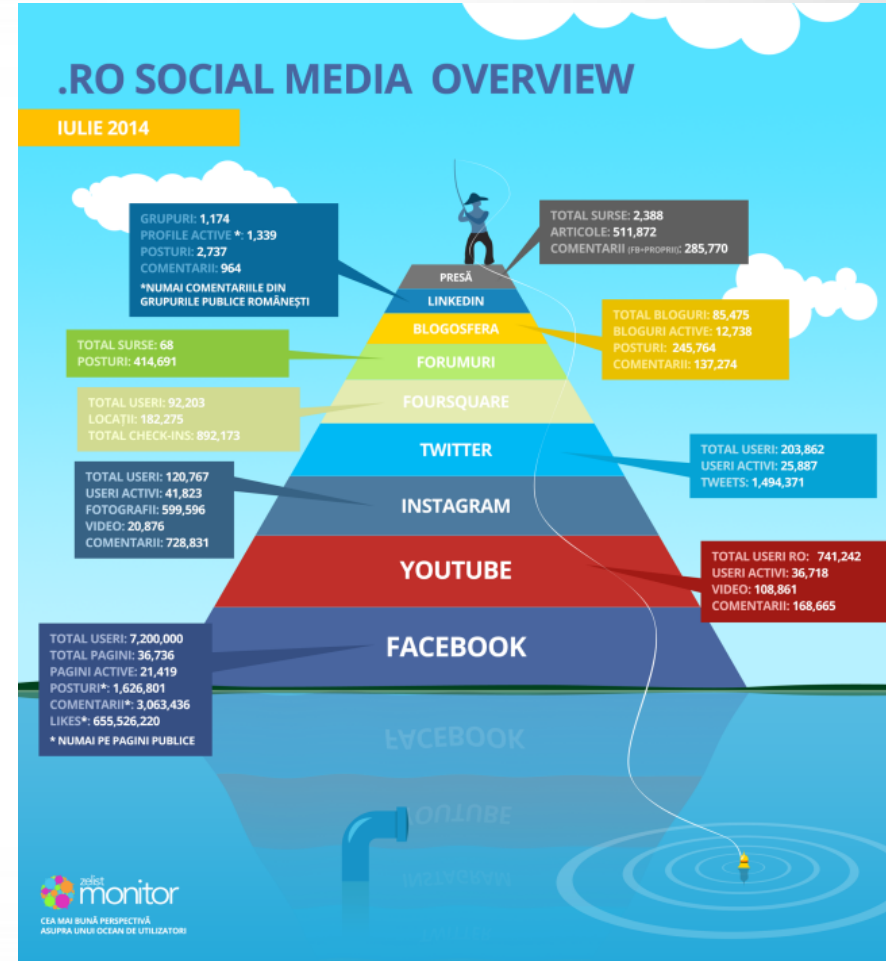 .RO SOCIAL MEDIA OVERVIEW
IULIE 2014
GRUPURI: 1,174
PROFILE ACTIVE *: 1,339
POSTURI: 2,737
COMENTARII: 964
*NUMAI COMENTARIILE DIN
GRUPURILE PUBLICE ROMÂNEȘTI
TOTAL SURSE: 2,388
ARTICOLE: 511,872
COMENTARII (FB+PROPRII): 285,770
PRESĂ
LINKEDIN
BLOGOSFERA
TOTAL BLOGURI: 85,475
BLOGURI ACTIVE: 12,738
POSTURI: 245,764
COMENTARII: 137,274
TOTAL SURSE: 68
POSTURI: 414,691
FORUMURI
TOTAL USERI: 92,203
LOCAȚII: 182,275
TOTAL CHECK-INS: 892,173
FOURSQUARE
TWITTER
TOTAL USERI: 203,862
USERI ACTIVI: 25,887
TWEETS: 1,494,371
TOTAL USERI: 120,767
USERI ACTIVI: 41,823
FOTOGRAFII: 599,596
VIDEO: 20,876
COMENTARII: 728,831
INSTAGRAM
YOUTUBE
TOTAL USERI RO: 741,242
USERI ACTIVI: 36,718
VIDEO: 108,861
COMENTARII: 168,665
TOTAL USERI: 7,200,000
TOTAL PAGINI: 36,736
PAGINI ACTIVE: 21,419
POSTURI*: 1,626,801
COMENTARII*: 3,063,436
LIKES*: 655,526,220
* NUMAI PE PAGINI PUBLICE
FACEBOOK
FACEBOOK
YOUTUBE
INSTAGRAM
TWITTER
zelist
monitor
CEA MAI BUNĂ PERSPECTIVĂ
ASUPRA UNUI OCEAN DE UTILIZATORI